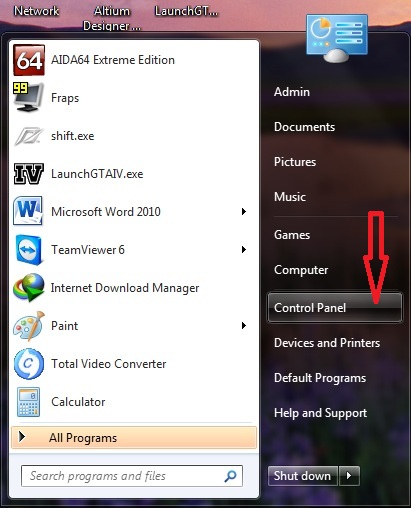 Network
Altium
Designer ...
LaunchGT...
64
AIDA64 Extreme Edition
99
Fraps
shift.exe
IV
LaunchGTAIV.exe
W
Microsoft Word 2010
TeamViewer 6
Internet Download Manager
Paint
Total Video Converter
Calculator
All Programs
Search programs and files
Admin
Documents
Pictures
Music
Games
Computer
Control Panel
Devices and Printers
Default Programs
Help and Support
Shut down